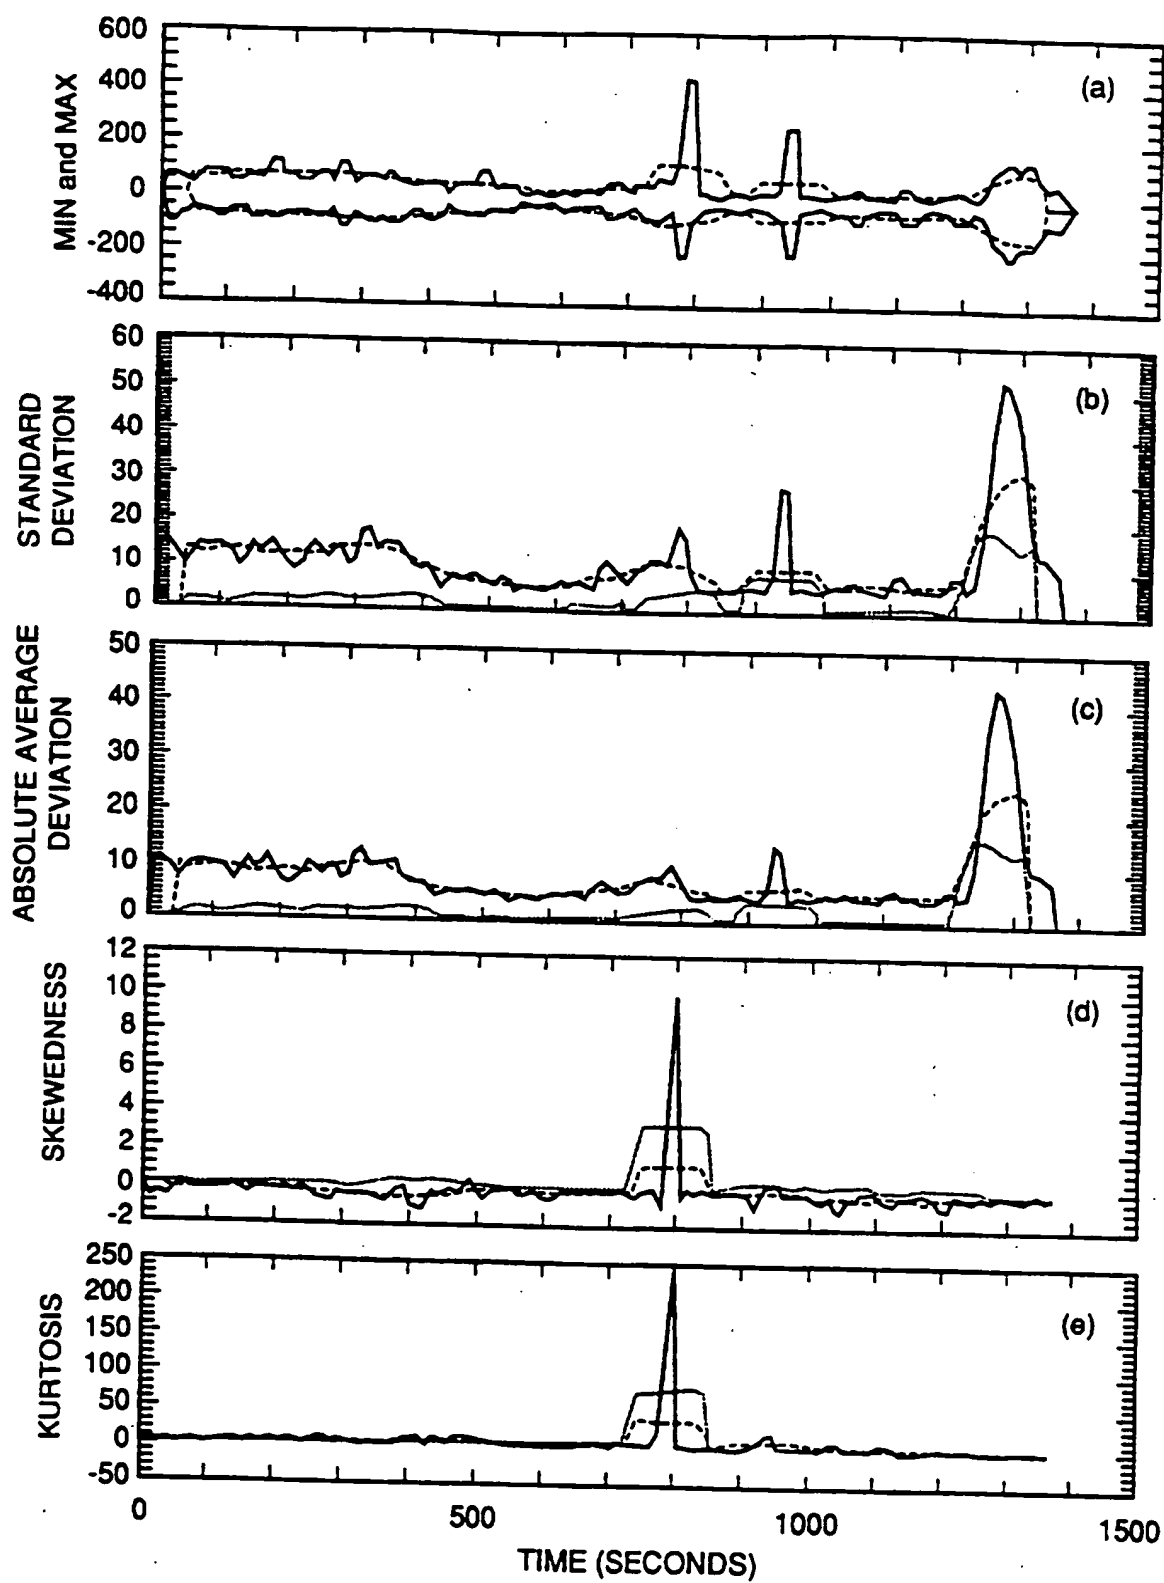 600
400
200
0
-200
-400
MIN and MAX
(a)
60
50
40
30
20
10
0
STANDARD
DEVIATION
(b)
50
40
30
20
10
0
ABSOLUTE AVERAGE
DEVIATION
(c)
12
10
8
6
4
2
0
-2
SKEWEDNESS
(d)
250
200
150
100
50
0
-50
KURTOSIS
(e)
0
500
1000
1500
TIME (SECONDS)